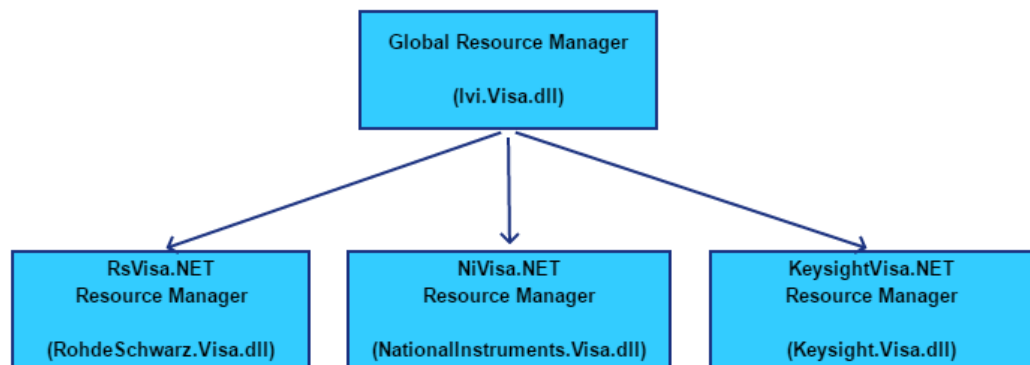 Global Resource Manager
(Ivi.Visa.dll)
RsVisa.NET
Resource Manager
(RohdeSchwarz.Visa.dll)
NiVisa.NET
Resource Manager
(NationalInstruments.Visa.dll)
KeysightVisa.NET
Resource Manager
(Keysight.Visa.dll)